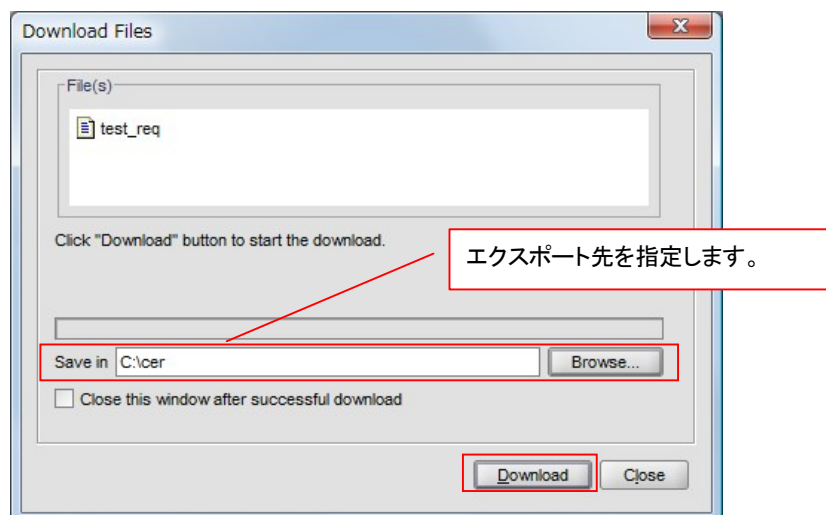 Download Files
File(s)
test_req
Click "Download" button to start the download.
エクスポート先を指定します。
Save in C:\cer Browse...
Close this window after successful download
Download Close